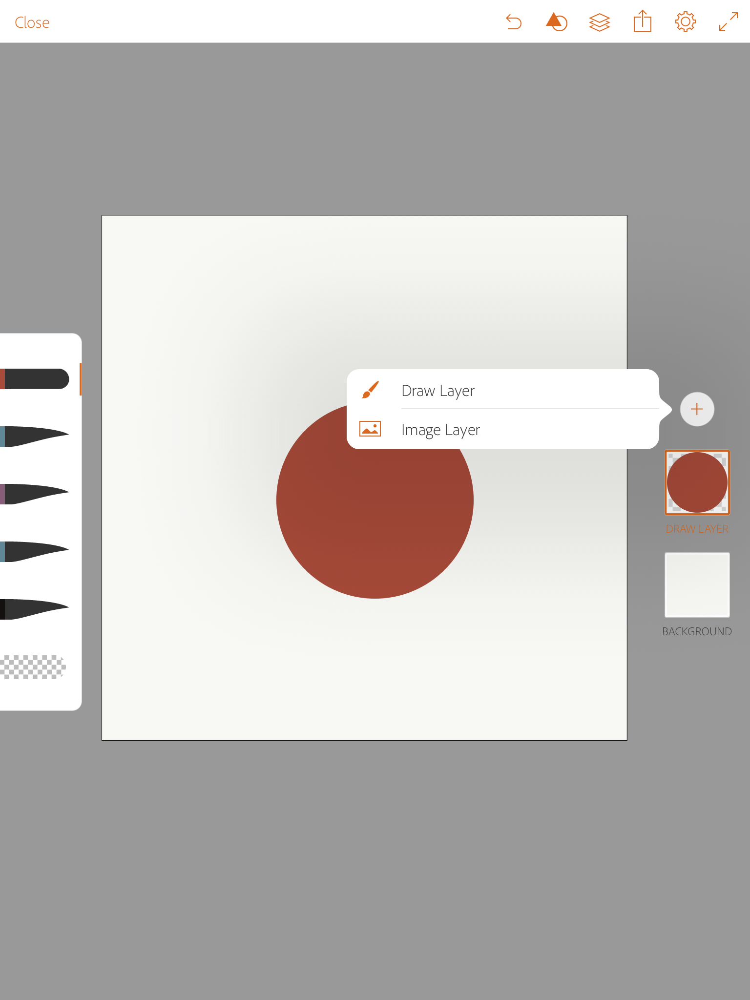 Close
Draw Layer
Image Layer
DRAW LAYER
BACKGROUND